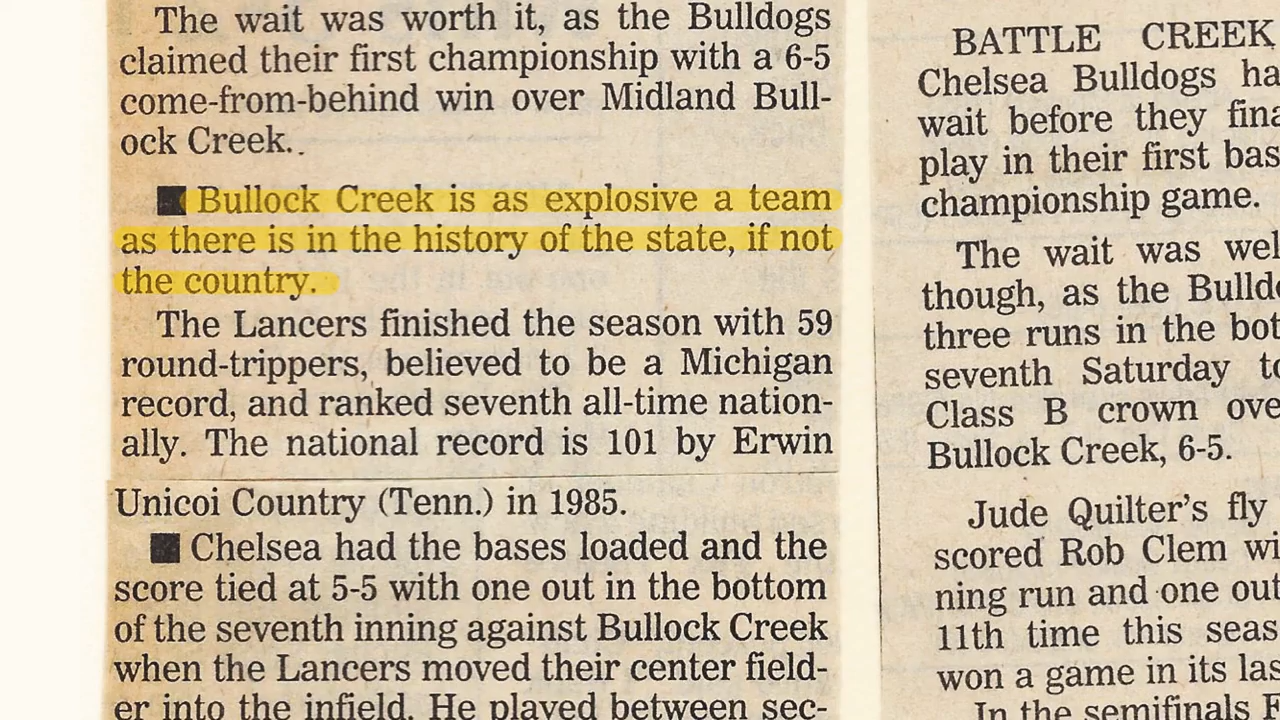 The wait was worth it, as the Bulldogs
claimed their first championship with a 6-5
come-from-behind win over Midland Bull-
ock Creek.
■ Bullock Creek is as explosive a team
as there is in the history of the state, if not
the country.
The Lancers finished the season with 59
round-trippers, believed to be a Michigan
record, and ranked seventh all-time nation-
ally. The national record is 101 by Erwin
Unicoi Country (Tenn.) in 1985.
■ Chelsea had the bases loaded and the
score tied at 5-5 with one out in the bottom
of the seventh inning against Bullock Creek
when the Lancers moved their center field-
er into the infield. He played between sec-
BATTLE CREEK
Chelsea Bulldogs ha
wait before they fina
play in their first bas
championship game.
The wait was wel
though, as the Bulld
three runs in the bot
seventh Saturday to
Class B crown ove
Bullock Creek, 6-5.
Jude Quilter's fly
scored Rob Clem wi
ning run and one out
11th time this seas
won a game in its las
In the semifinals